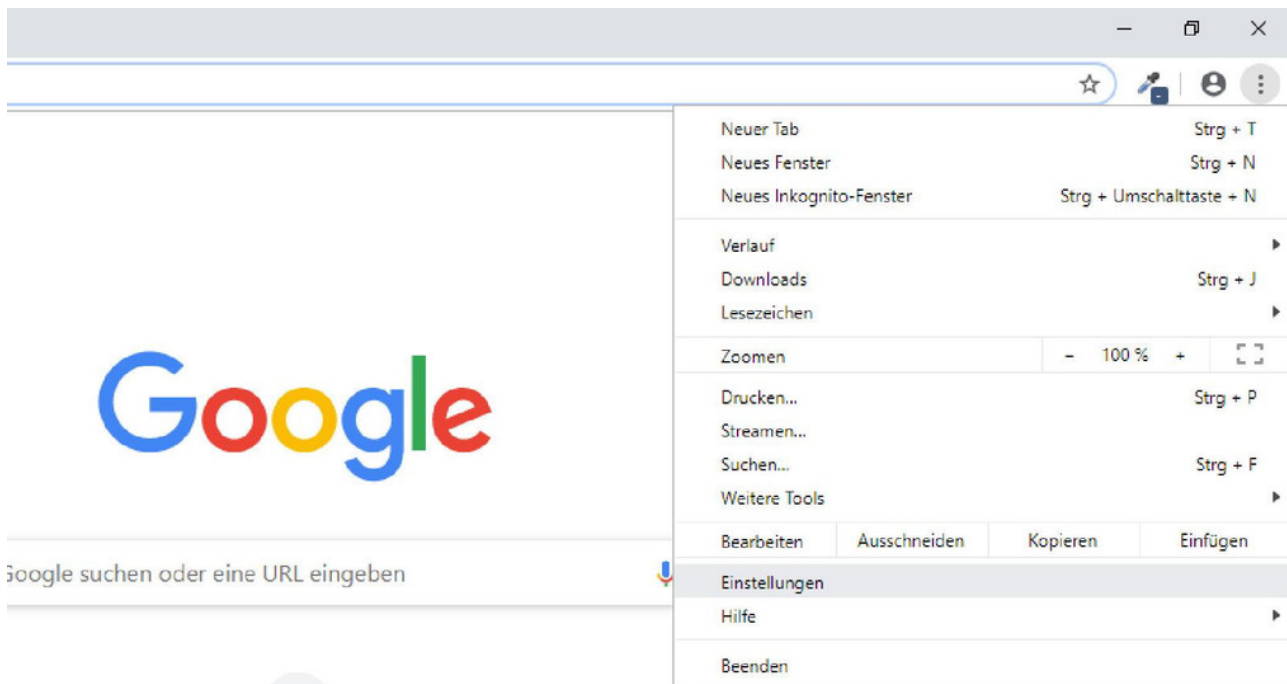 Neuer Tab Strg + T
Neues Fenster Strg + N
Neues Inkognito-Fenster Strg + Umschalttaste + N
Verlauf
Downloads Strg + J
Lesezeichen
Zoomen - 100 % +
Drucken... Strg + P
Streamen...
Suchen... Strg + F
Weitere Tools
Bearbeiten Ausschneiden Kopieren Einfügen
Einstellungen
Hilfe
Beenden
Google
Google suchen oder eine URL eingeben